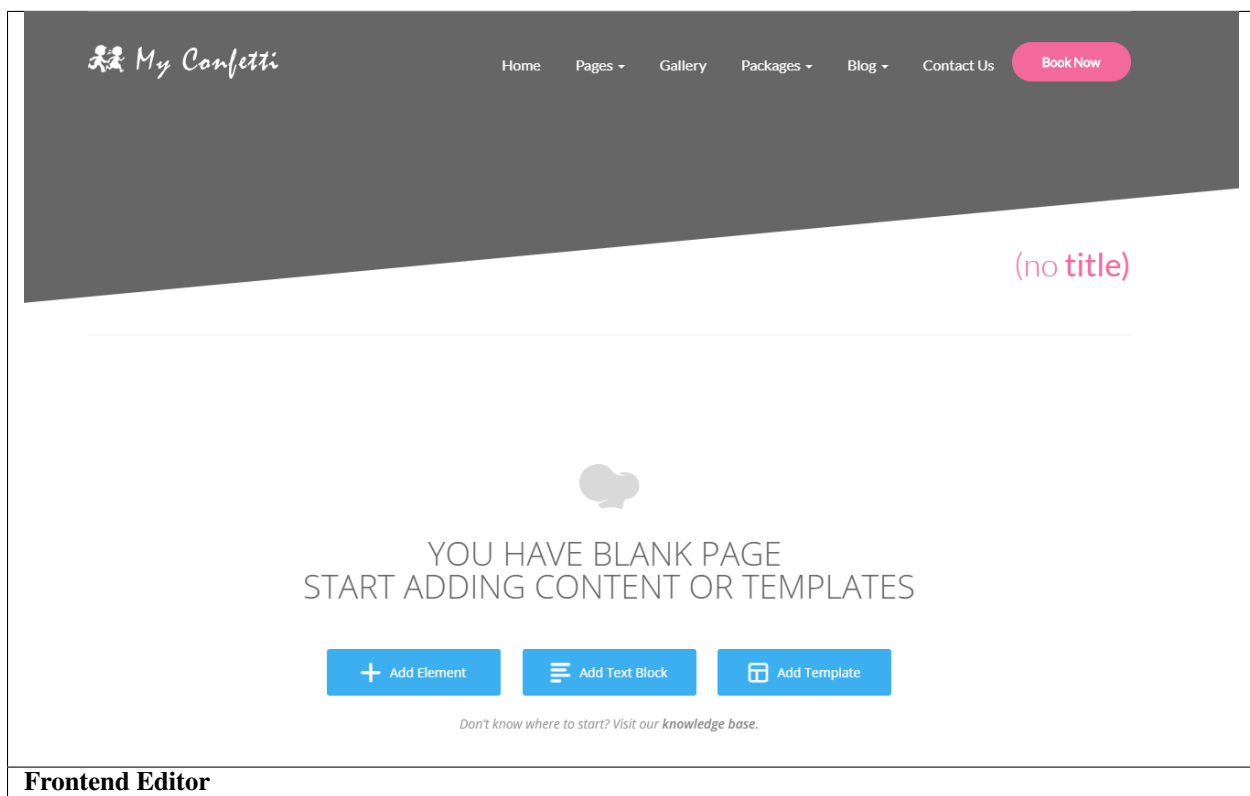 My Confetti
Home Pages Gallery Packages Blog Contact Us Book Now
(no title)
YOU HAVE BLANK PAGE
START ADDING CONTENT OR TEMPLATES
Add Element Add Text Block Add Template
Don't know where to start? Visit our knowledge base.
Frontend Editor